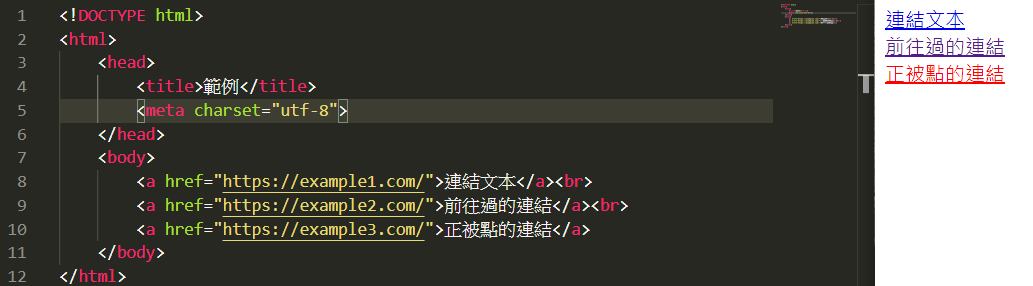 1 <!DOCTYPE html>
2 <html>
3 <head>
4 <title>範例</title>
5 <meta charset="utf-8">
6 </head>
7 <body>
8 <a href="https://example1.com/">連結文本</a><br>
9 <a href="https://example2.com/">前往過的連結</a><br>
10 <a href="https://example3.com/">正被點的連結</a>
11 </body>
12 </html>
連結文本
前往過的連結
正被點的連結